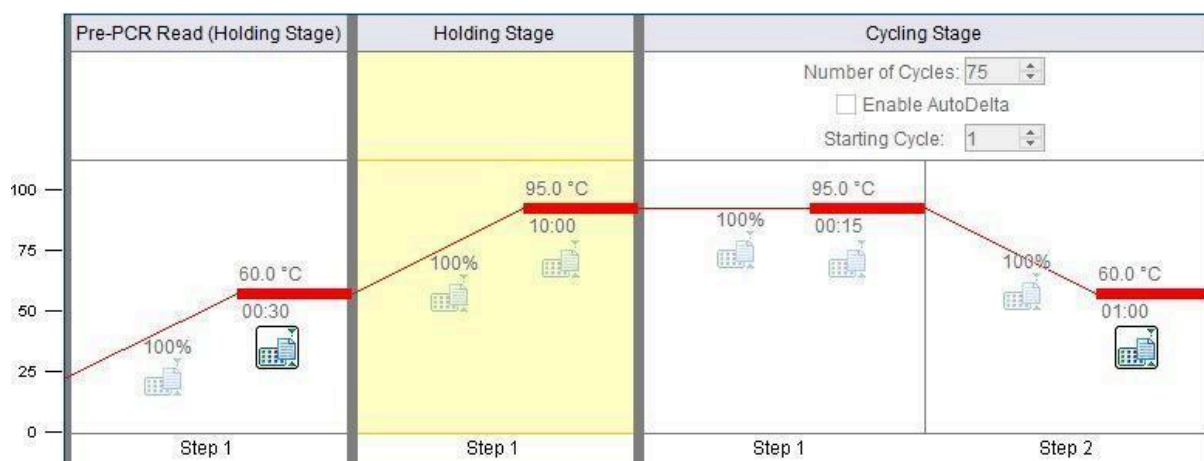 Pre-PCR Read (Holding Stage)
Holding Stage
Cycling Stage
Number of Cycles: 75
Enable AutoDelta
Starting Cycle: 1
100
75
50
25
0
60.0 °C
00:30
100%
95.0 °C
10:00
100%
95.0 °C
00:15
100%
60.0 °C
01:00
100%
Step 1
Step 1
Step 1
Step 2